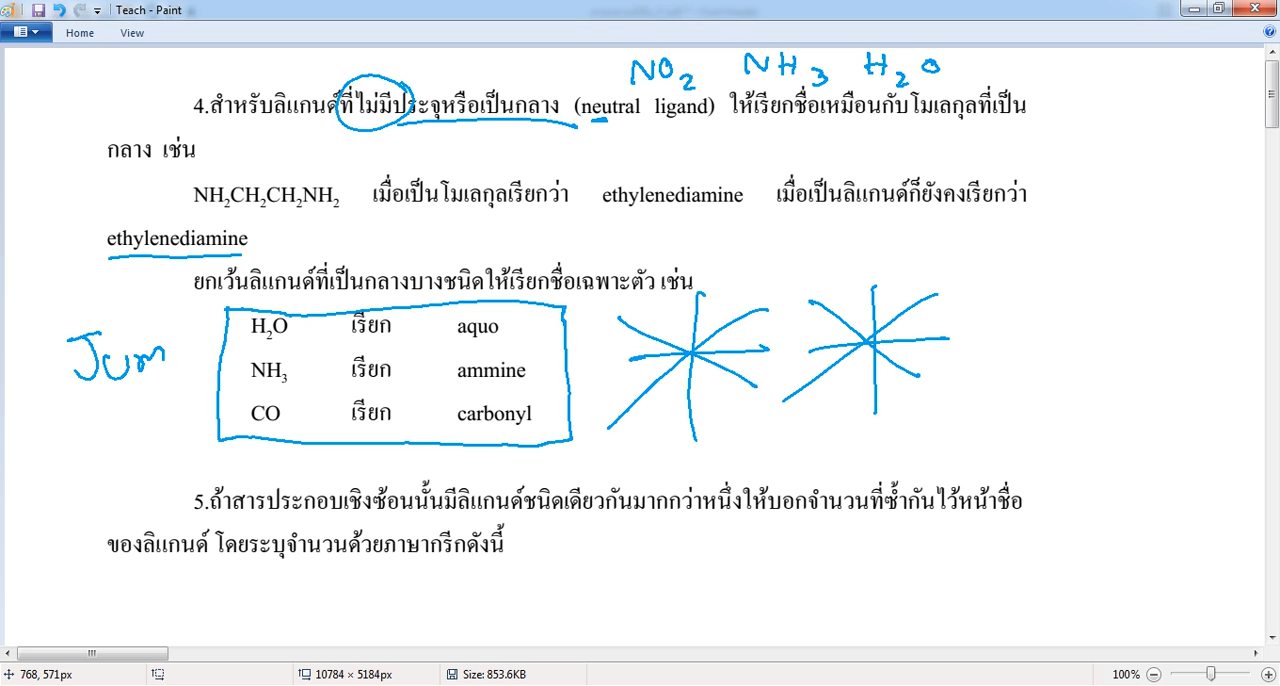 Teach - Paint
Home View
NO2 NH3 H2O
4.สำหรับลิแกนด์ที่ไม่มีประจุหรือเป็นกลาง (neutral ligand) ให้เรียกชื่อเหมือนกับโมเลกุลที่เป็น
กลาง เช่น
NH2CH2CH2NH2 เมื่อเป็นโมเลกุลเรียกว่า ethylenediamine เมื่อเป็นลิแกนด์ก็ยังคงเรียกว่า
ethylenediamine
ยกเว้นลิแกนด์ที่เป็นกลางบางชนิดให้เรียกชื่อเฉพาะตัว เช่น
H2O เรียก aquo
Jum
NH3 เรียก ammine
CO เรียก carbonyl
5.ถ้าสารประกอบเชิงซ้อนนั้นมีลิแกนด์ชนิดเดียวกันมากกว่าหนึ่งให้บอกจำนวนที่ซ้ำกันไว้หน้าชื่อ
ของลิแกนด์ โดยระบุจำนวนด้วยภาษากรีกดังนี้
768, 571px 10784 × 5184px Size: 853.6KB 100%